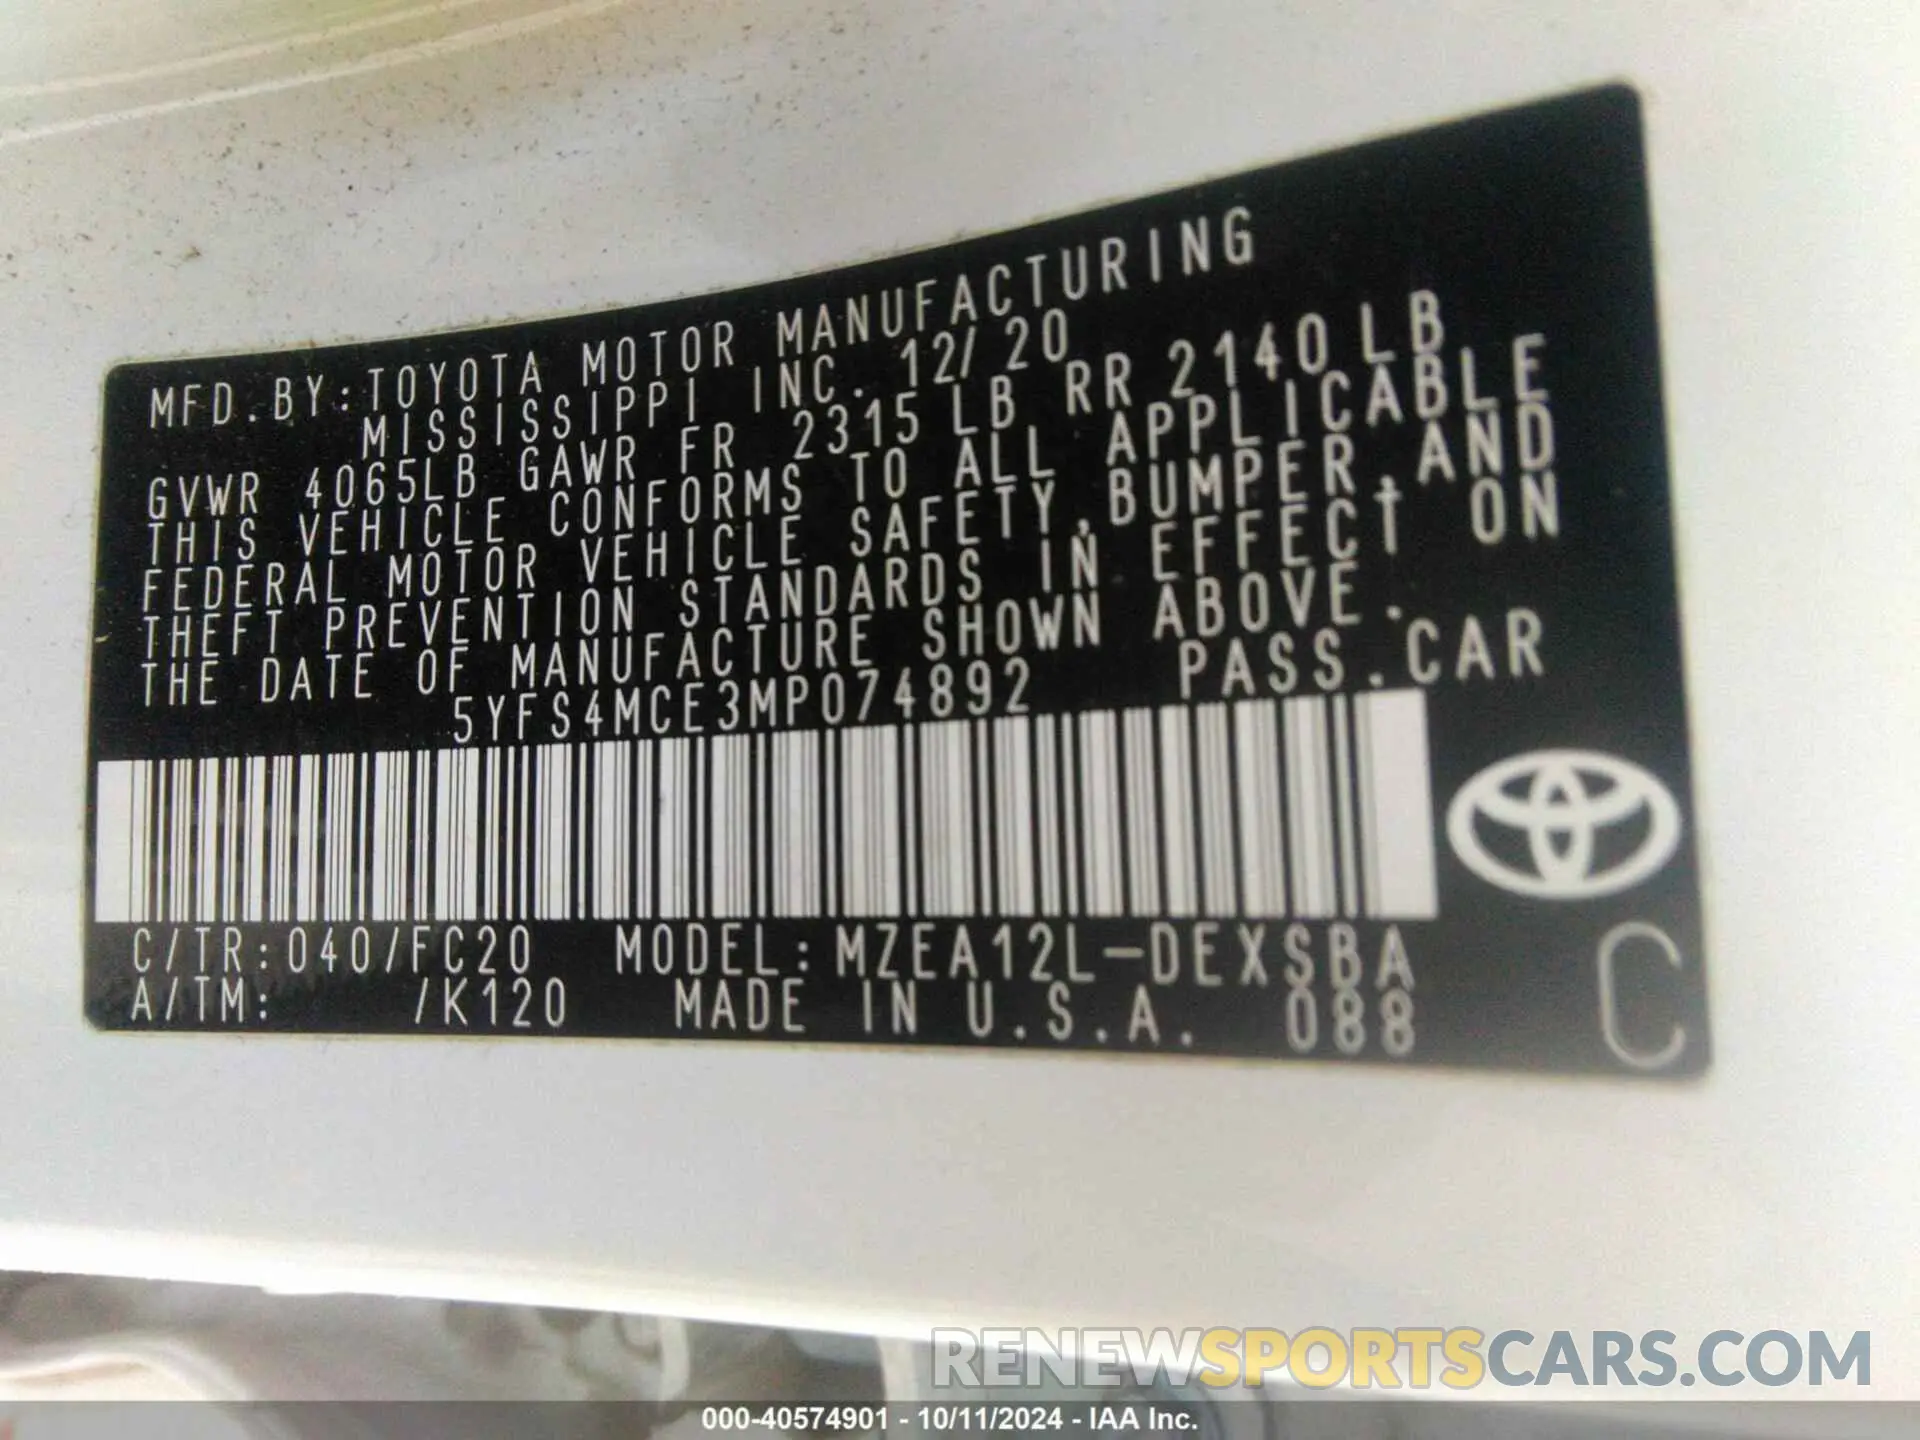 MFD.BY:TOYOTA MOTOR MANUFACTURING
MISSISSIPPI INC. 12/20
GVWR 4065LB GAWR FR 2315 LB RR 2140LB
THIS VEHICLE CONFORMS TO ALL APPLICABLE
FEDERAL MOTOR VEHICLE SAFETY,BUMPER,AND
THEFT PREVENTION STANDARDS IN EFFECT ON
THE DATE OF MANUFACTURE SHOWN ABOVE.
5YFS4MCE3MP074892 PASS.CAR
C/TR:040/FC20 MODEL:MZEA12L-DEXSBA
A/TM: /K120 MADE IN U.S.A. 088
C
RENEWSPORTSCARS.COM
000-40574901 - 10/11/2024 - IAA Inc.